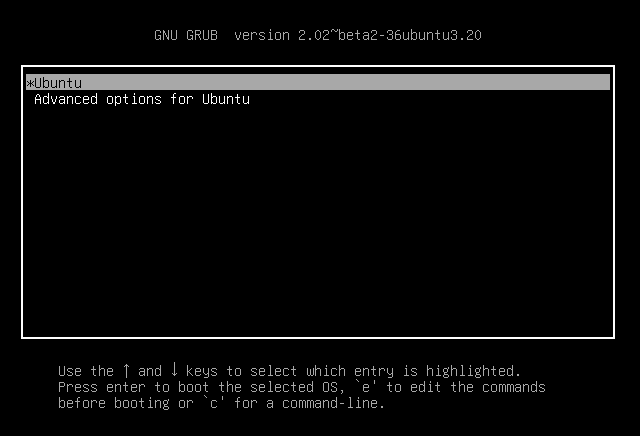 GNU GRUB  version 2.02~beta2-36ubuntu3.20
*Ubuntu
Advanced options for Ubuntu
Use the ↑ and ↓ keys to select which entry is highlighted.
Press enter to boot the selected OS, `e' to edit the commands
before booting or `c' for a command-line.